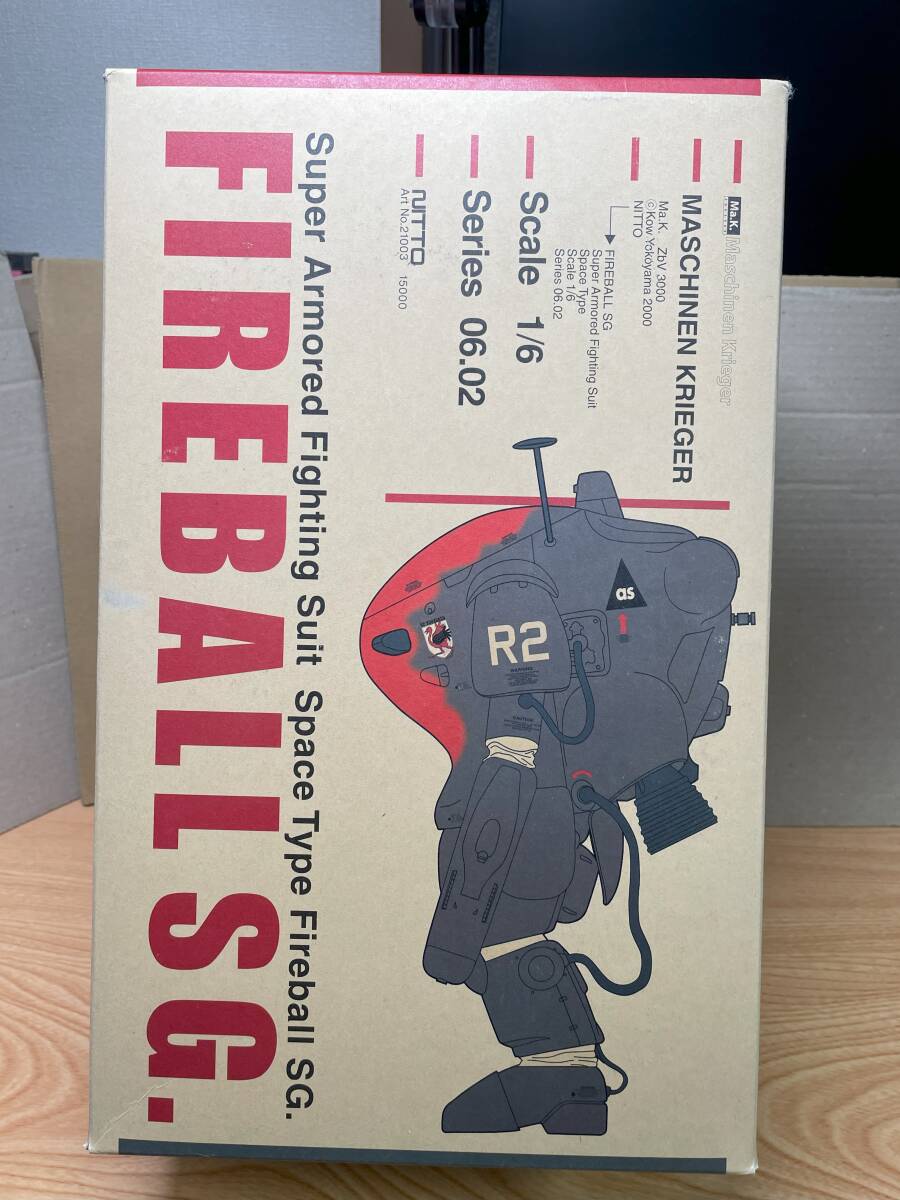 Ma.K. Maschinen Krieger
MASCHINEN KRIEGER
Ma.K. ZbV 3000
©Kow Yokoyama 2000
NITTO
FIREBALL SG
Super Armored Fighting Suit
Space Type
Scale 1/6
Series 06.02
Scale 1/6
Series 06.02
NITTO
Art No.21003 15000
as
R2
WARNING
CAUTION
Super Armored Fighting Suit Space Type Fireball SG.
FIREBALL SG.